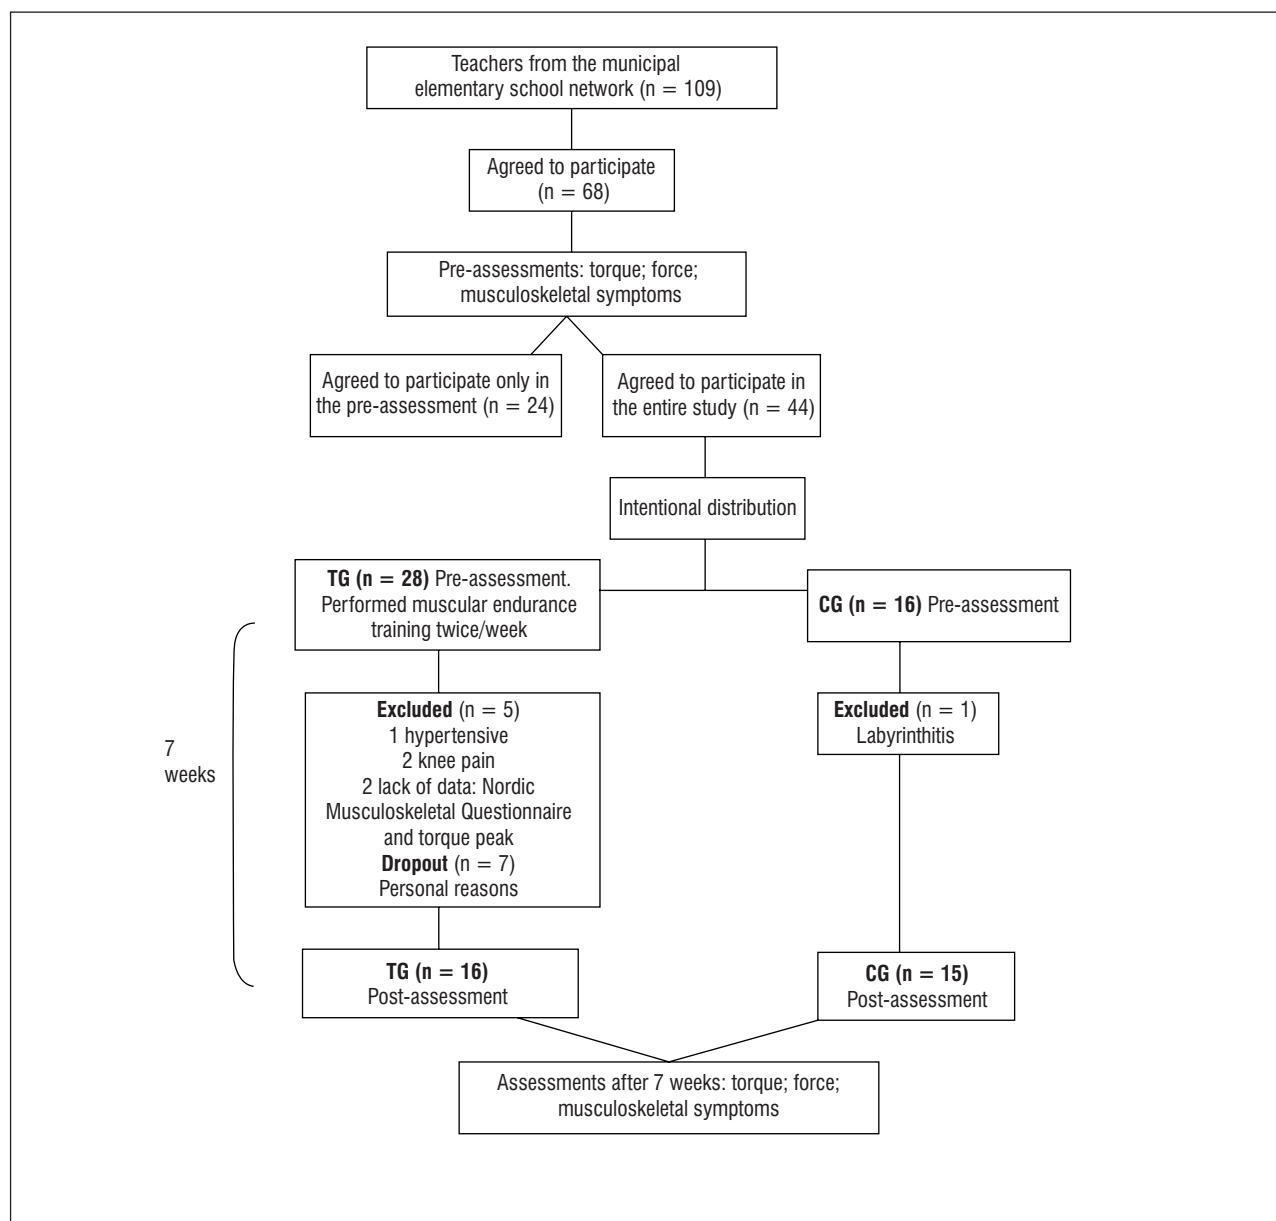 Teachers from the municipal
elementary school network (n = 109)
Agreed to participate
(n = 68)
Pre-assessments: torque; force;
musculoskeletal symptoms
Agreed to participate only in
the pre-assessment (n = 24)
Agreed to participate in
the entire study (n = 44)
Intentional distribution
TG (n = 28) Pre-assessment.
Performed muscular endurance
training twice/week
CG (n = 16) Pre-assessment
7
weeks
Excluded (n = 5)
1 hypertensive
2 knee pain
2 lack of data: Nordic
Musculoskeletal Questionnaire
and torque peak
Dropout (n = 7)
Personal reasons
Excluded (n = 1)
Labyrinthitis
TG (n = 16)
Post-assessment
CG (n = 15)
Post-assessment
Assessments after 7 weeks: torque; force;
musculoskeletal symptoms